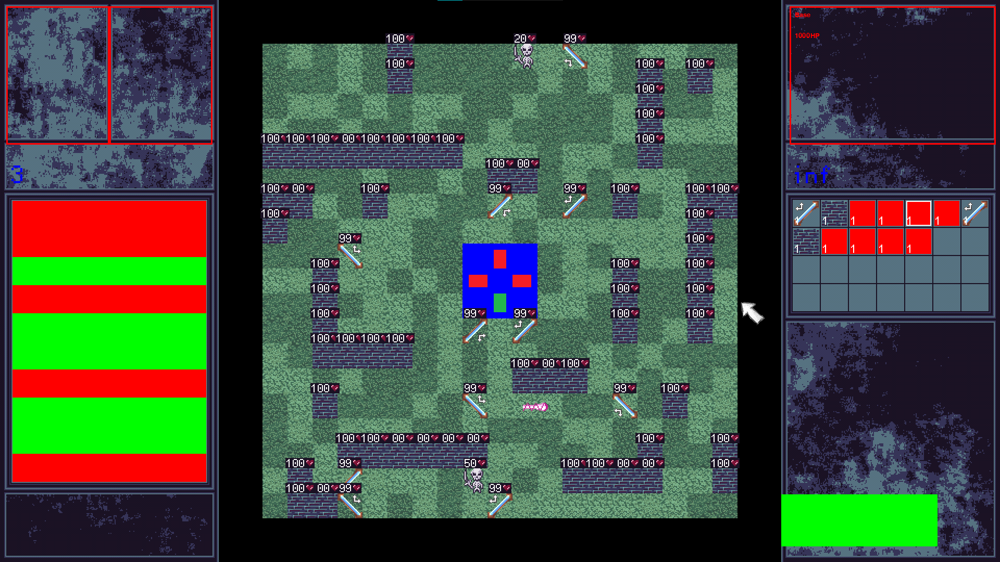 Base
1000HP
100 20 99
100 100 100
100
100
100 100 100 00 100 100 100 100 100
100 00
3 inf
100 00 100 99 99 100 100 100
100 100
1 1 1 1 1 1 1
99 100
1 1 1 1 1
100 100 100
100 100 100
100 99 99 100 100
100 100 100 100
100 00 100
100 99 99 100
100 100 00 00 00 00 100 100
100 99 50 100 100 00 00 100
100 00 99 99